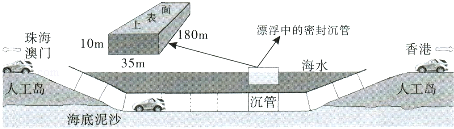 上表面
180m
10m
35m
漂浮中的密封沉管
珠海
澳门
海水
香港
人工岛
沉管
人工岛
海底泥沙